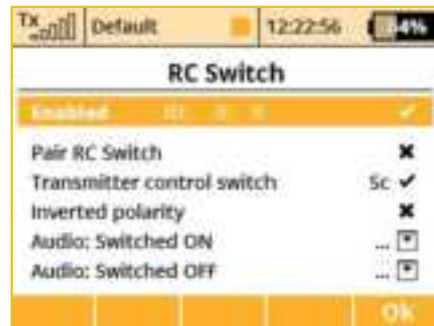 Tx Default 12:22:56 4%
RC Switch
Enabled
Pair RC Switch
Transmitter control switch Sc
Inverted polarity
Audio: Switched ON ...
Audio: Switched OFF ...
Ok